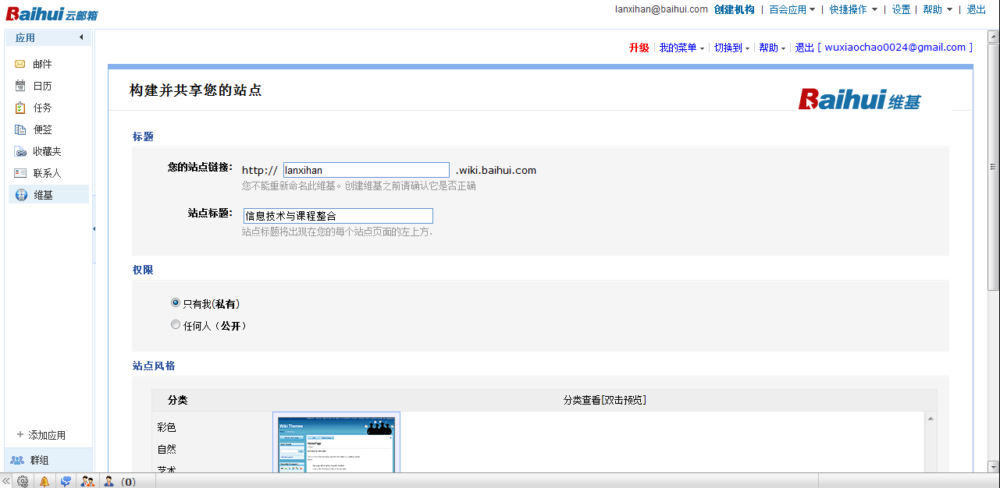 Baihui 云邮箱
lanxihan@baihui.com 创建机构 | 百会应用 | 快捷操作 | 设置 | 帮助 | 退出
应用
升级 我的菜单 切换到 帮助 退出 [ wuxiaochao0024@gmail.com ]
邮件
日历
任务
便签
收藏夹
联系人
维基
构建并共享您的站点
Baihui 维基
标题
您的站点链接: http:// lanxihan .wiki.baihui.com
您不能重新命名此维基。创建维基之前请确认它是否正确
站点标题: 信息技术与课程整合
站点标题将出现在您的每个站点页面的左上方.
权限
只有我(私有)
任何人（公开）
站点风格
分类 分类查看[双击预览]
彩色
自然
艺术
Wiki Themes
HomePage
+ 添加应用
群组
(0)